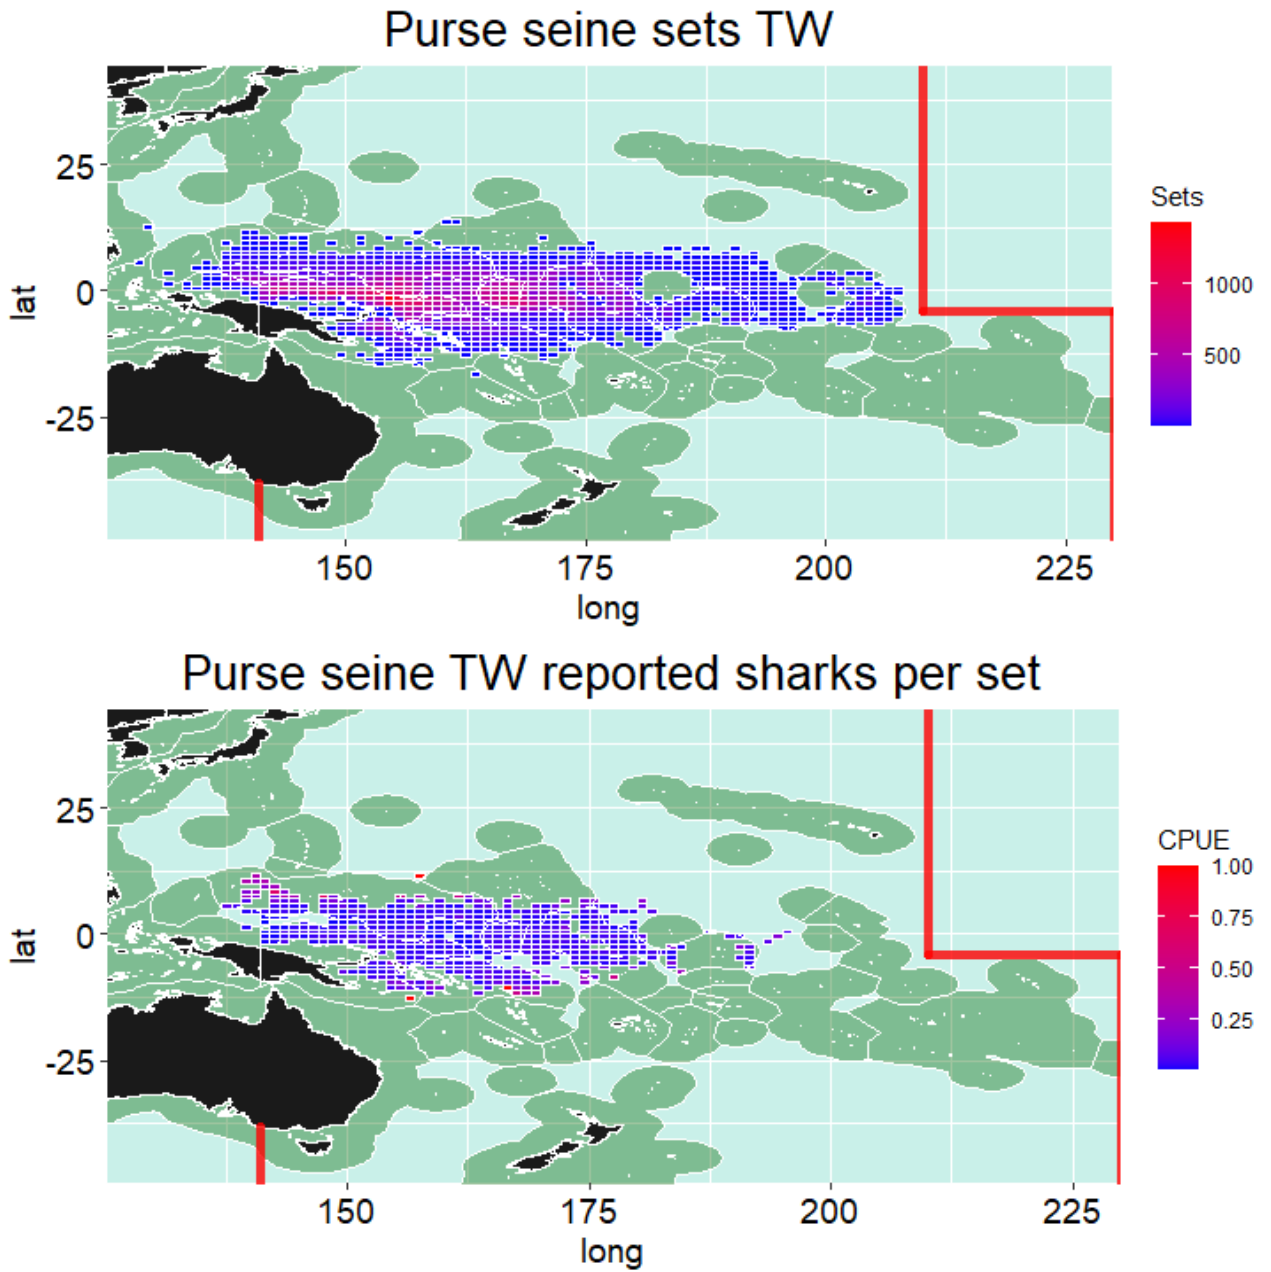 Purse seine sets TW
25
0
-25
lat
150 175 200 225
long
Sets
1000
500
Purse seine TW reported sharks per set
25
0
-25
lat
150 175 200 225
long
CPUE
1.00
0.75
0.50
0.25